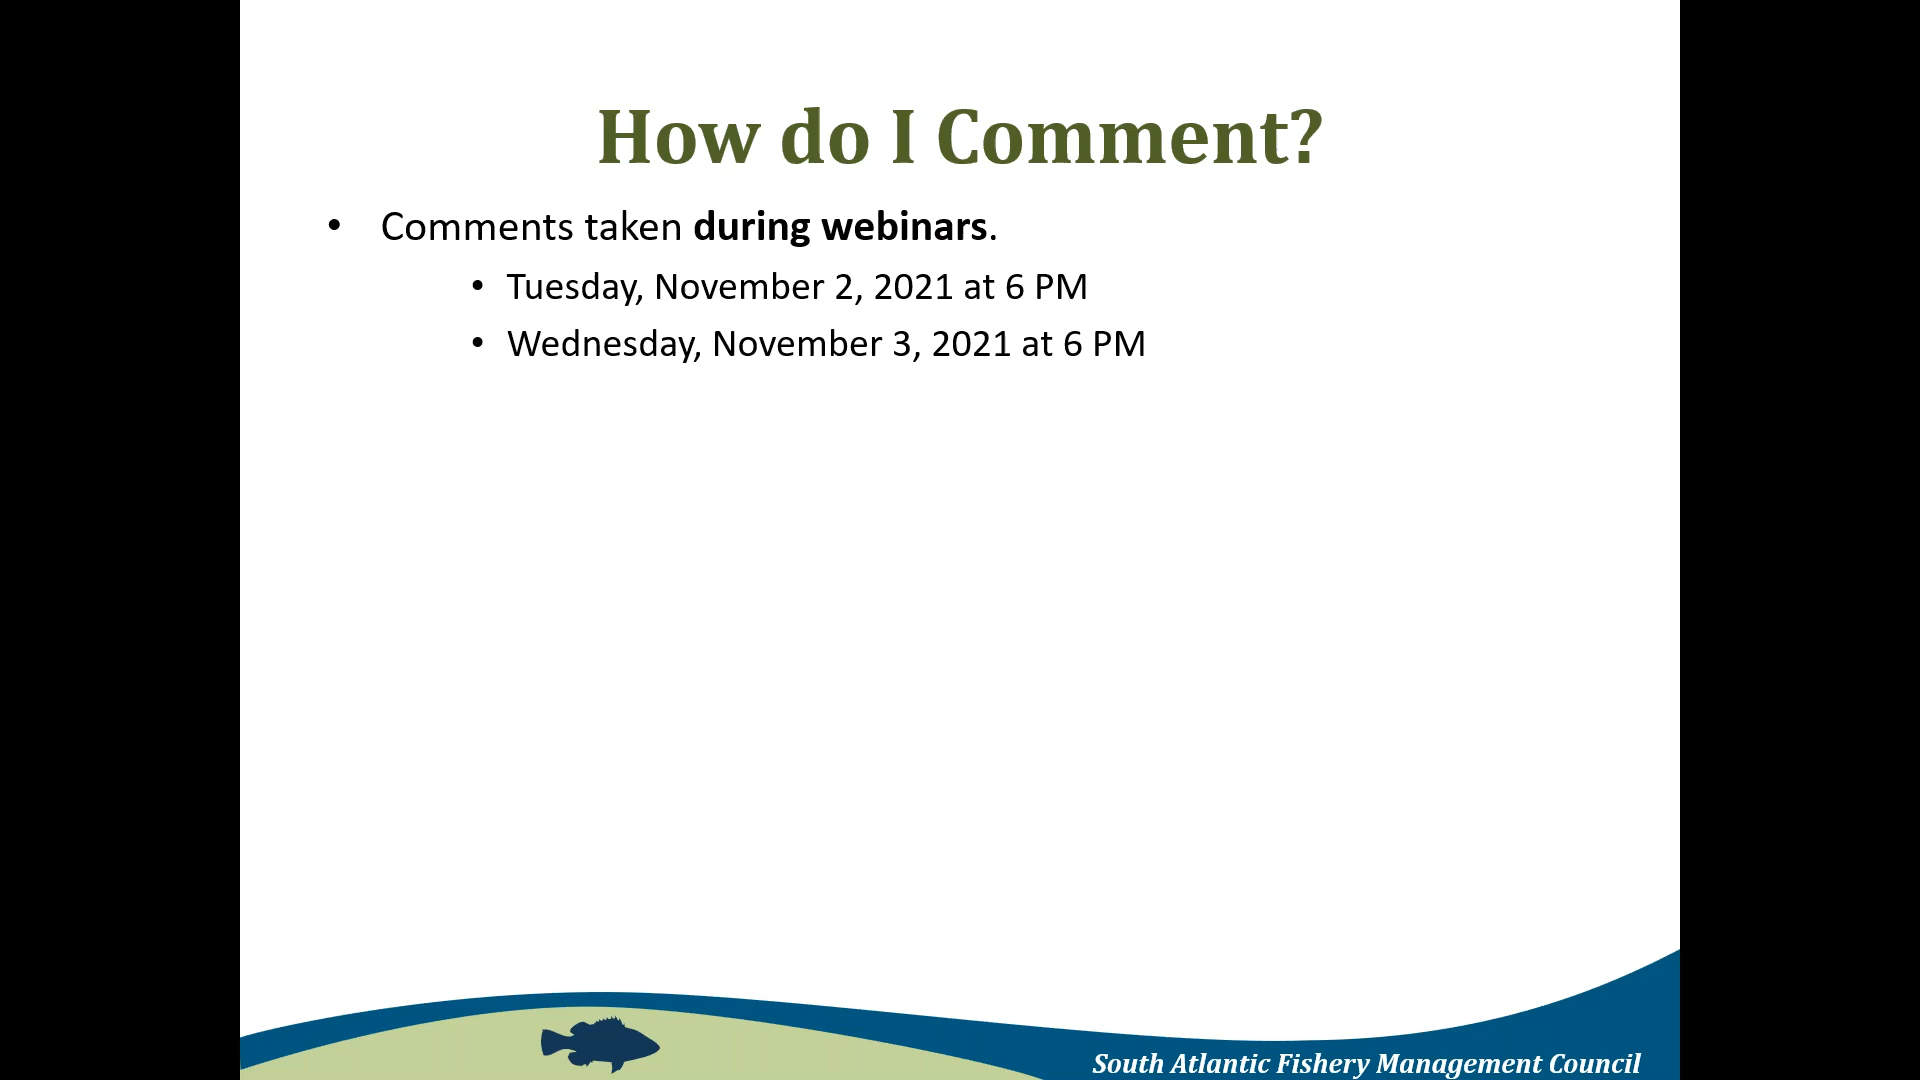 How do I Comment?
• Comments taken during webinars.
• Tuesday, November 2, 2021 at 6 PM
• Wednesday, November 3, 2021 at 6 PM
South Atlantic Fishery Management Council